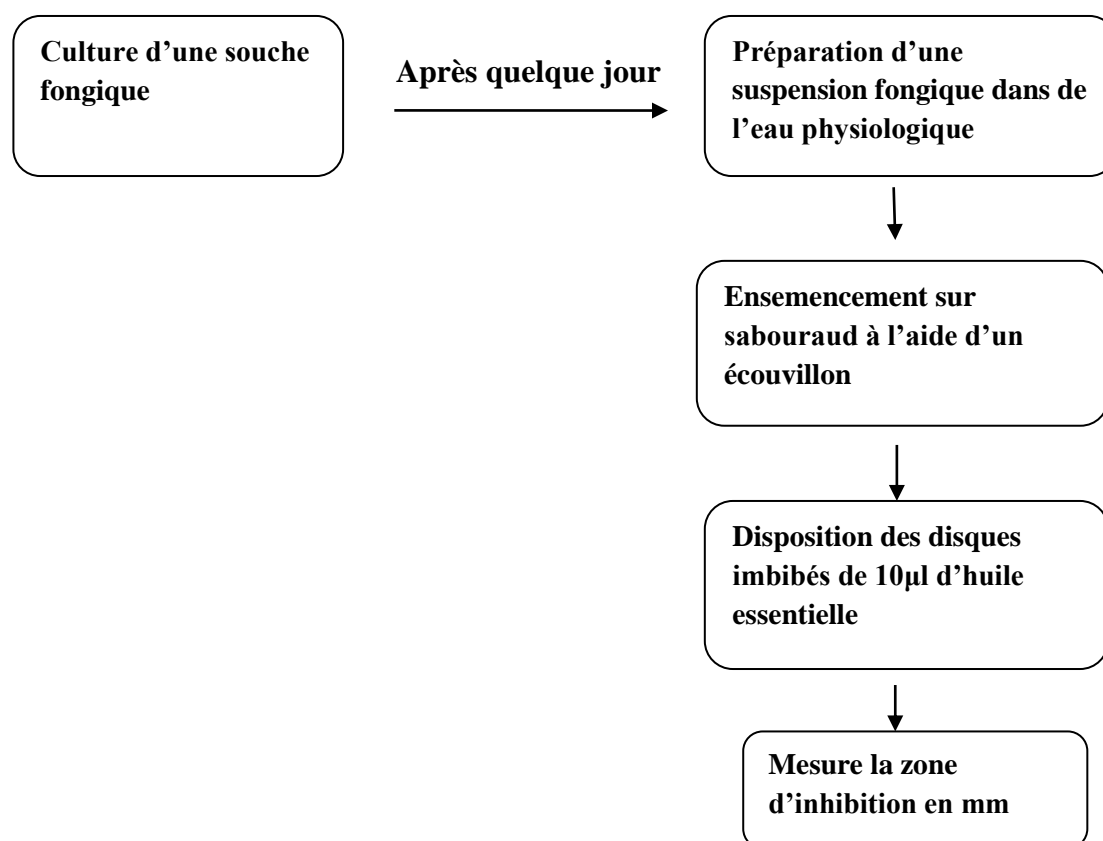 Culture d’une souche
fongique
Après quelque jour
Préparation d’une
suspension fongique dans de
l’eau physiologique
Ensemencement sur
sabouraud à l’aide d’un
écouvillon
Disposition des disques
imbibés de 10µl d’huile
essentielle
Mesure la zone
d’inhibition en mm